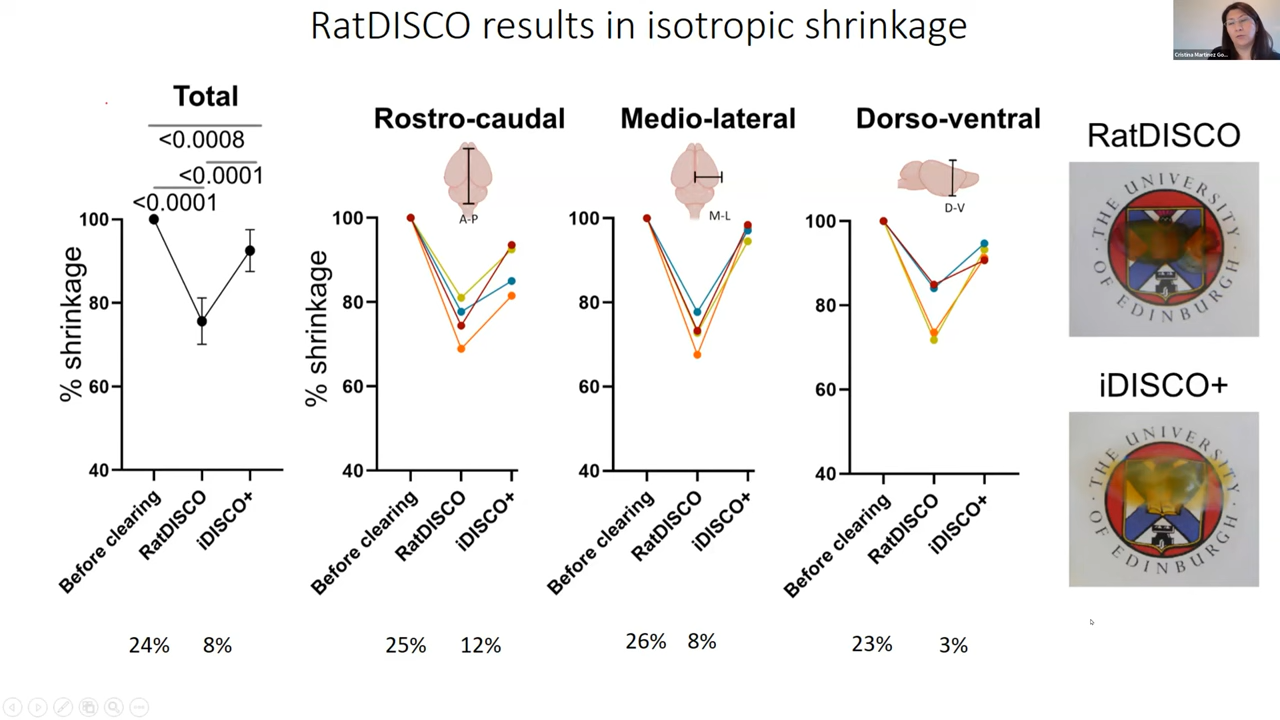 RatDISCO results in isotropic shrinkage
Cristina Martinez Go...
Total
<0.0008
<0.0001
<0.0001
% shrinkage
100
80
60
40
Before clearing
RatDISCO
iDISCO+
24% 8%
Rostro-caudal
A-P
% shrinkage
100
80
60
40
Before clearing
RatDISCO
iDISCO+
25% 12%
Medio-lateral
M-L
100
80
60
40
Before clearing
RatDISCO
iDISCO+
26% 8%
Dorso-ventral
D-V
100
80
60
40
Before clearing
RatDISCO
iDISCO+
23% 3%
RatDISCO
THE UNIVERSITY
OF EDINBURGH
iDISCO+
THE UNIVERSITY
OF EDINBURGH